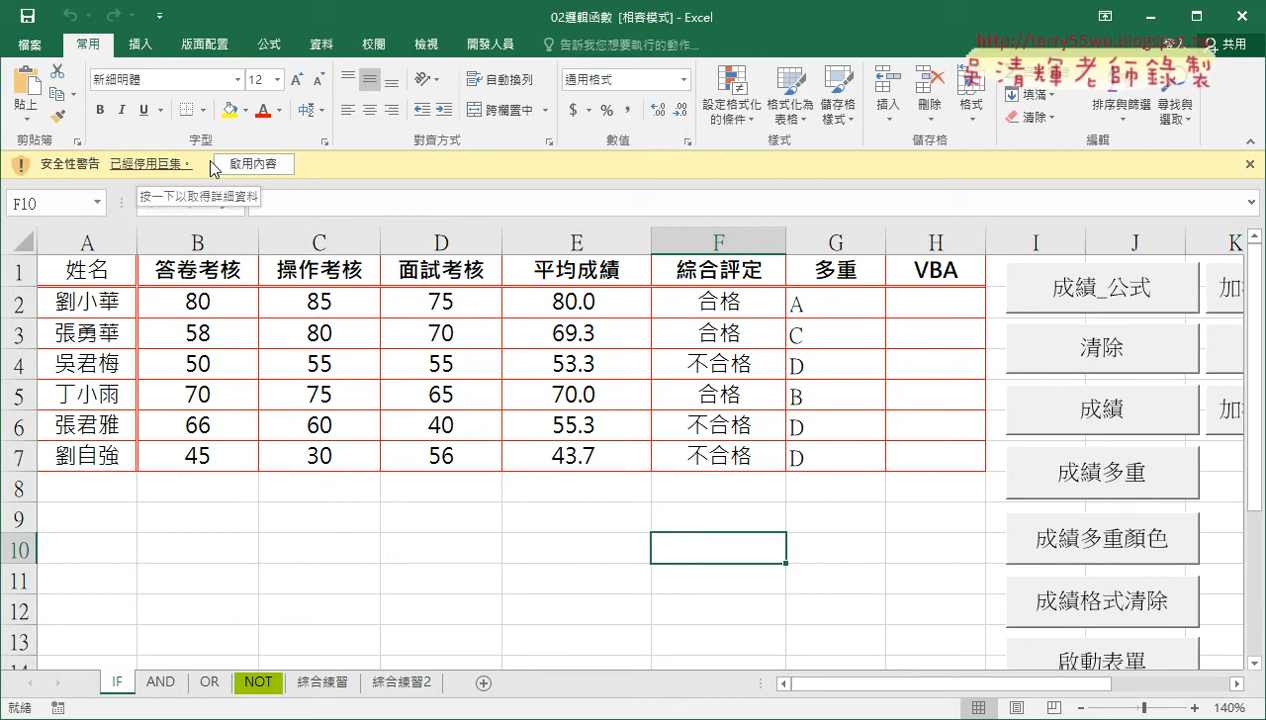 02邏輯函數 [相容模式] - Excel
http://terry55wu.blogspot.tw
吳清輝老師錄製
檔案 常用 插入 版面配置 公式 資料 校閱 檢視 開發人員 告訴我您想要執行的動作... 登入 共用
新細明體 12 自動換列 通用格式 填滿
貼上 B I U 跨欄置中 $ % , 設定格式化的條件 格式化為表格 儲存格樣式 插入 刪除 格式 清除 排序與篩選 尋找與選取
剪貼簿 字型 對齊方式 數值 樣式 儲存格 編輯
安全性警告 已經停用巨集。 啟用內容
按一下以取得詳細資料
F10
A B C D E F G H I J K
1 姓名 答卷考核 操作考核 面試考核 平均成績 綜合評定 多重 VBA
2 劉小華 80 85 75 80.0 合格 A
3 張勇華 58 80 70 69.3 合格 C
4 吳君梅 50 55 55 53.3 不合格 D
5 丁小雨 70 75 65 70.0 合格 B
6 張君雅 66 60 40 55.3 不合格 D
7 劉自強 45 30 56 43.7 不合格 D
8
9
10
11
12
13
成績_公式
清除
成績
成績多重
成績多重顏色
成績格式清除
啟動表單
IF AND OR NOT 綜合練習 綜合練習2
就緒 140%